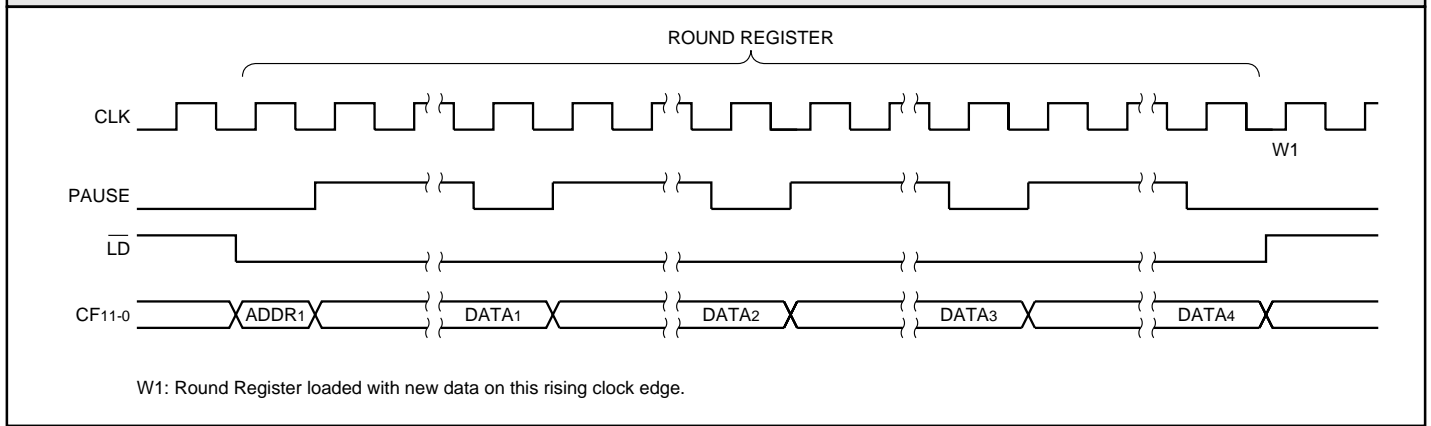 ROUND REGISTER
CLK
W1
PAUSE
LD
CF11-0
ADDR1
DATA1
DATA2
DATA3
DATA4
W1: Round Register loaded with new data on this rising clock edge.